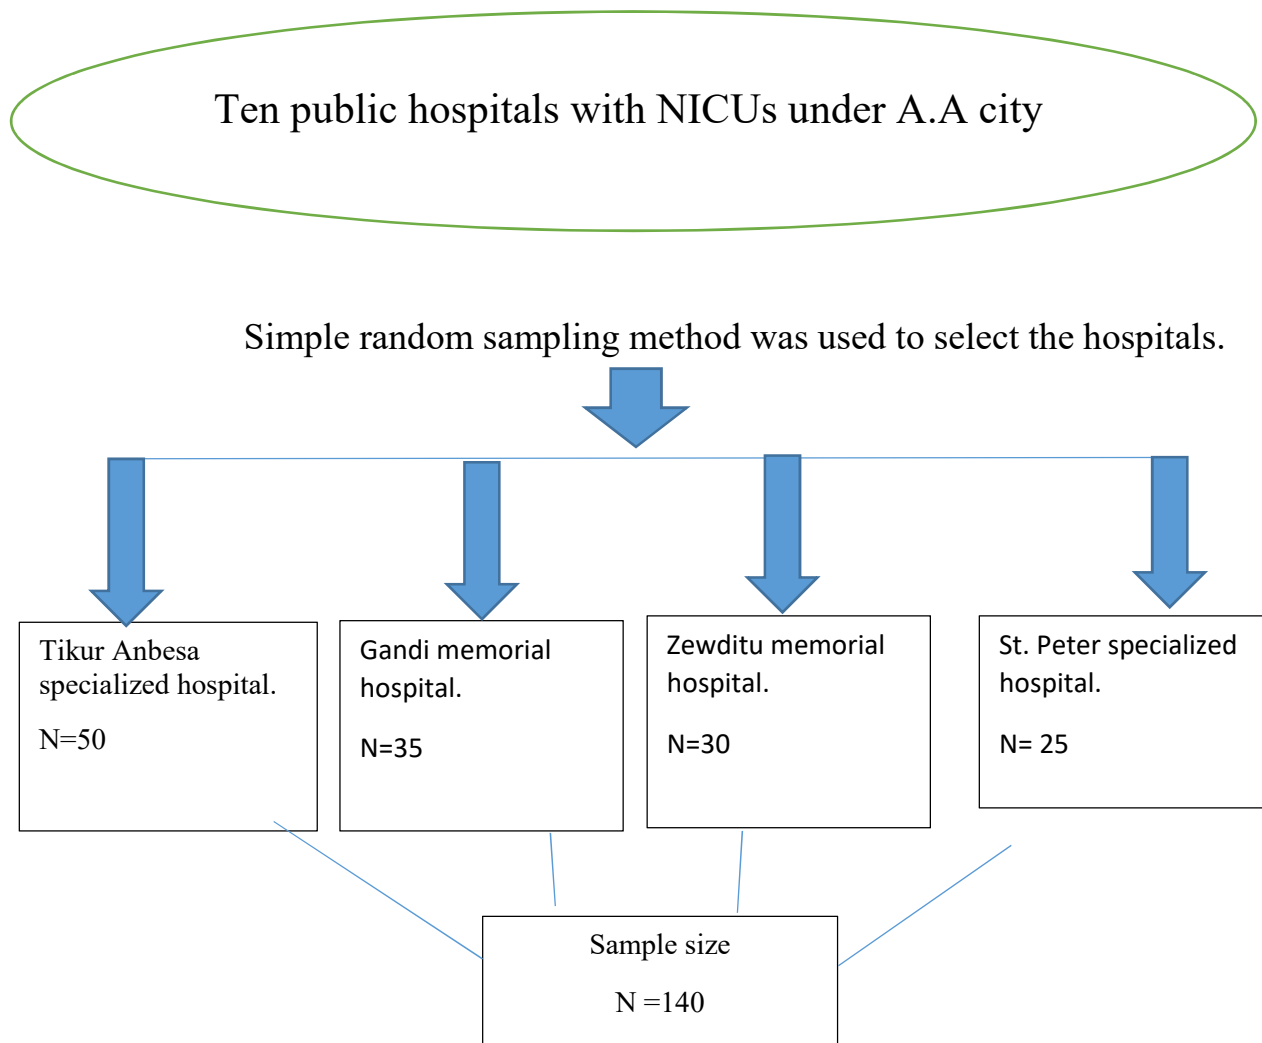 Ten public hospitals with NICUs under A.A city
Simple random sampling method was used to select the hospitals.
Tikur Anbesa
specialized hospital.
N=50
Gandi memorial
hospital.
N=35
Zewditu memorial
hospital.
N=30
St. Peter specialized
hospital.
N= 25
Sample size
N =140